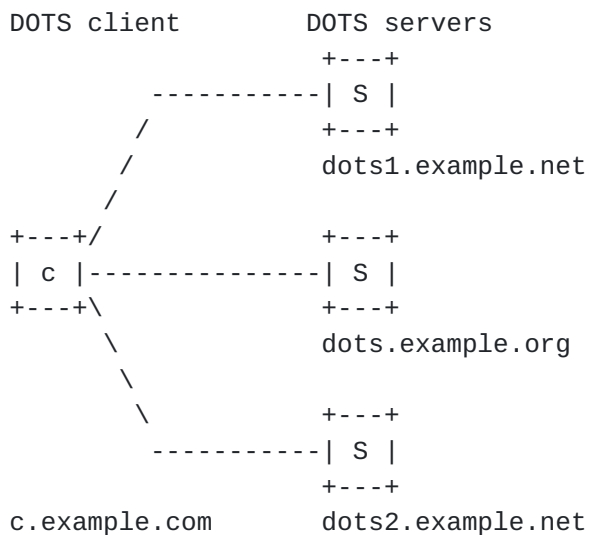 DOTS client       DOTS servers
                     +---+
          -----------| S |
         /           +---+
        /            dots1.example.net
       /
+---+/               +---+
| c |----------------| S |
+---+\               +---+
       \             dots.example.org
        \
         \           +---+
          -----------| S |
                     +---+
c.example.com        dots2.example.net